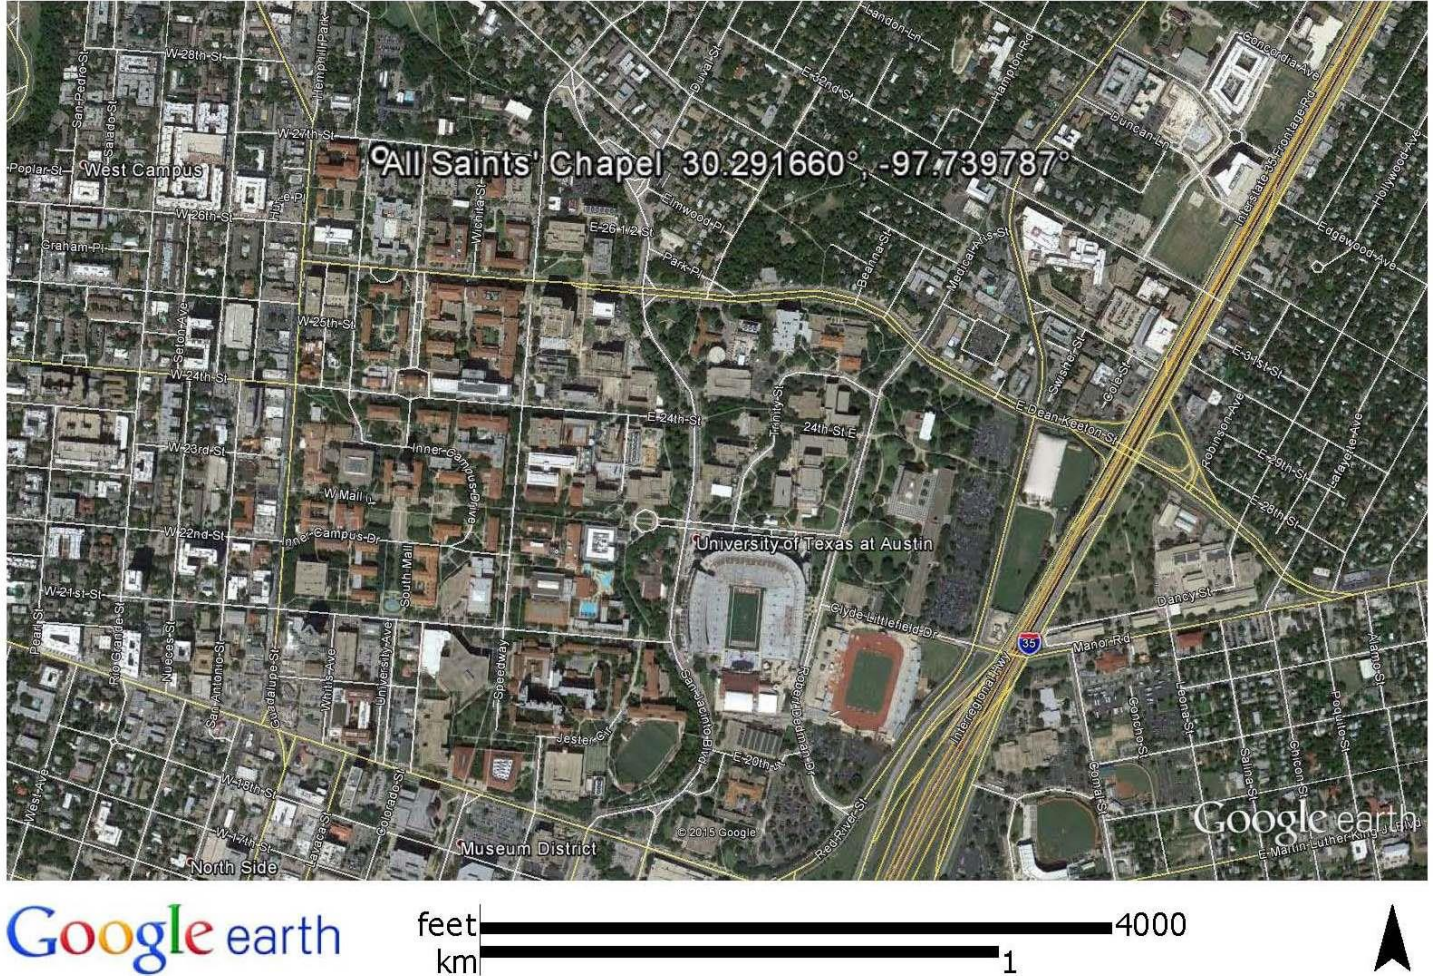 Landon Ln
Concordia Ave
W 28th St
Hemphill Park
San-Pedro-St
Salado-St
Duval-St
E-32nd St
Hampton Rd
Duncan-Ln
Interstate-35 Frontage Rd
Hollywood-Ave
W-27th-St
Poplar-St
West Campus
All Saints' Chapel 30.291660°, -97.739787°
Wichita-St
W-26th-St
Elmwood-Pl
E-26 1/2 St
Medical-Arts-St
Edgewood-Ave
Graham-Pl
Park-Pl
Beanna-St
Seton-Ave
W-25th-St
Swisher-St
Cole-St
E-31st-St
W-24th-St
E-24th-St
Trinity-St
24th-St E
E-Dean-Keeton-St
Robinson-Ave
Lafayette-Ave
W-23rd-St
Inner-Campus-Drive
E-29th-St
W Mall
E-28th-St
W-22nd-St
Inner Campus Dr
University of Texas at Austin
South-Mall
W-21st-St
Clyde-Littlefield-Dr
Dancy-St
Pearl-St
Rio-Grande-St
Nueces-St
San-Antonio-St
Guadalupe-St
Whitis-Ave
University-Ave
Speedway
San-Jacinto-Blvd
Robert-Dedman-Dr
Interregional-Hwy
35
Manor-Rd
Alamo-St
Concho-St
Leona-St
Poquito-St
Jester-Cir
E-20th-St
Comal-St
Salina-St
Chicon-St
West-Ave
W-18th-St
Colorado-St
Lavaca-St
W-17th-St
© 2015 Google
Red-River-St
Google earth
Museum District
North Side
E-Martin-Luther-King-Jr-Blvd
Google earth
feet 4000
km 1